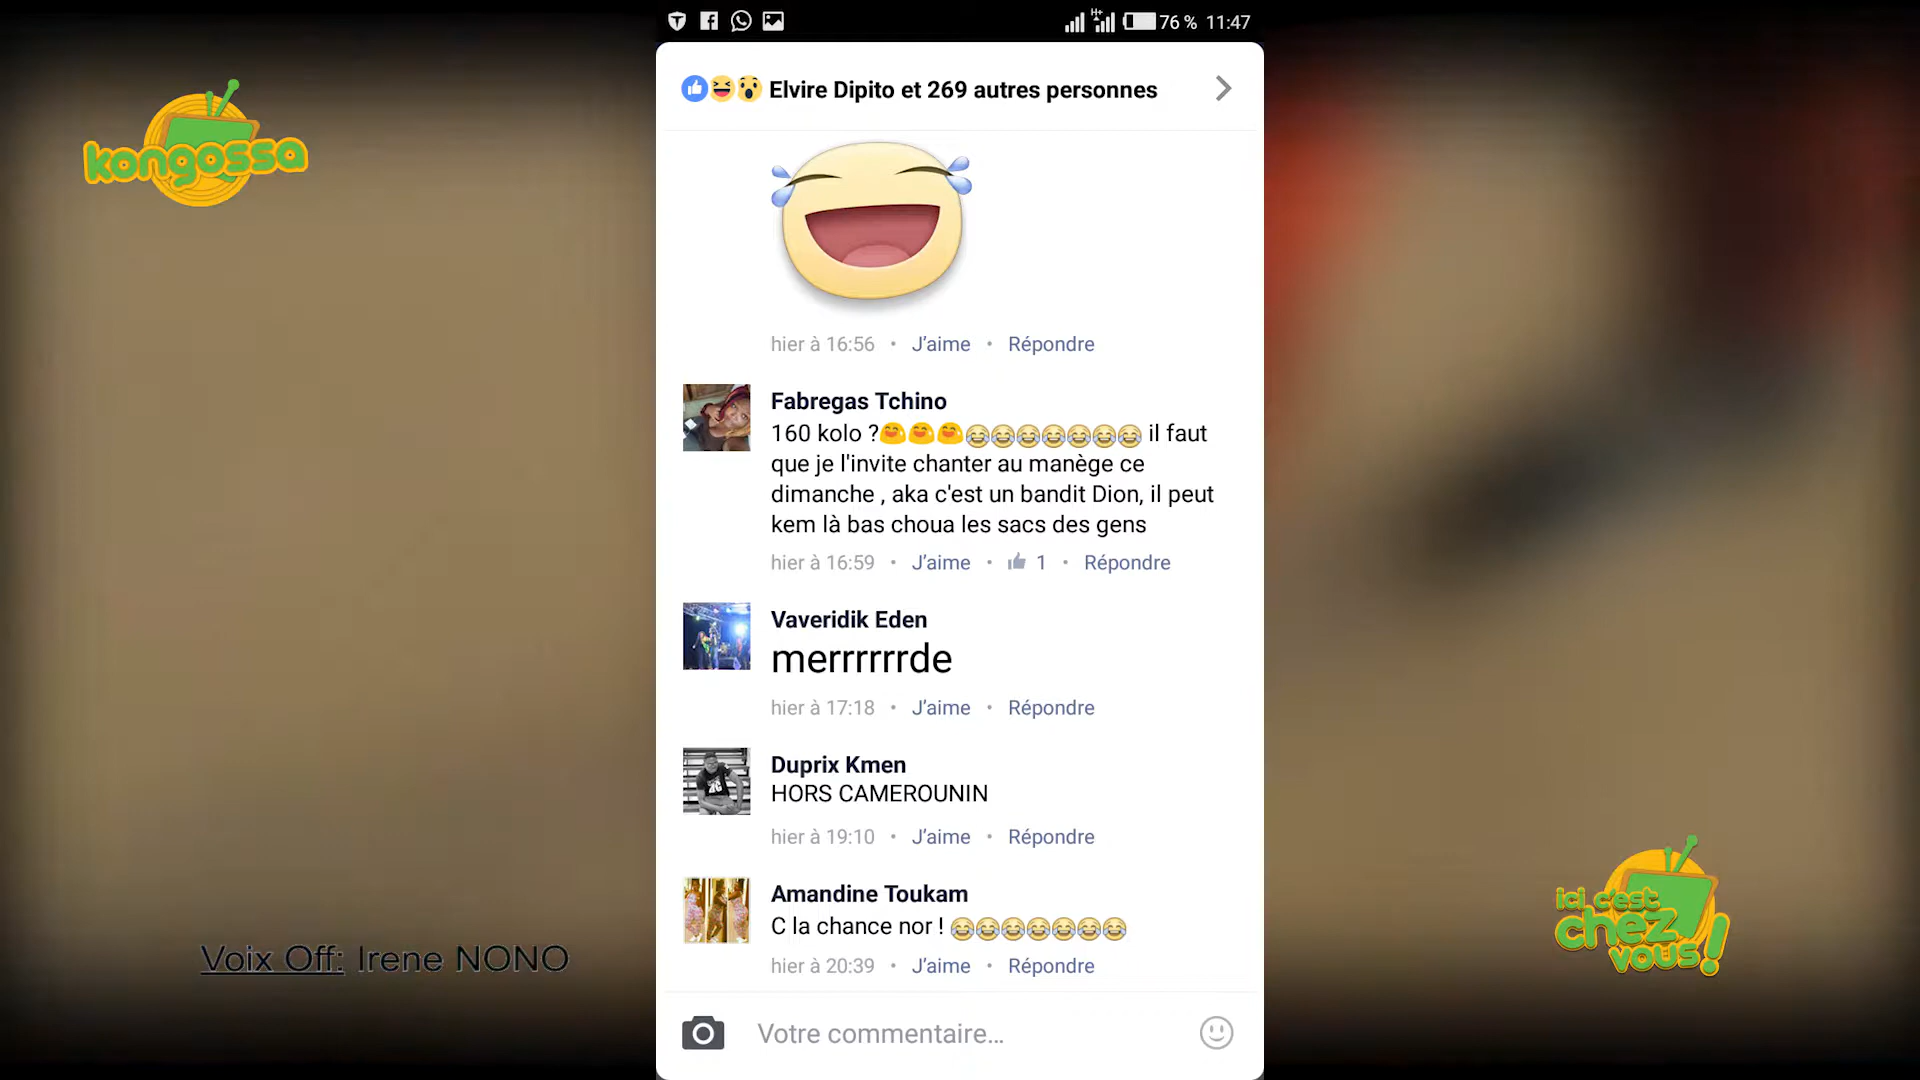 76 % 11:47
kongossa
Elvire Dipito et 269 autres personnes
hier à 16:56 • J'aime • Répondre
Fabregas Tchino
160 kolo ?🤗🤗🤗😂😂😂😂😂😂😂 il faut
que je l'invite chanter au manège ce
dimanche , aka c'est un bandit Dion, il peut
kem là bas choua les sacs des gens
hier à 16:59 • J'aime • 1 • Répondre
Vaveridik Eden
merrrrrrde
hier à 17:18 • J'aime • Répondre
Duprix Kmen
HORS CAMEROUNIN
hier à 19:10 • J'aime • Répondre
Amandine Toukam
C la chance nor ! 😂😂😂😂😂😂😂
hier à 20:39 • J'aime • Répondre
Votre commentaire...
Voix Off: Irene NONO
ici c'est
chez
vous!